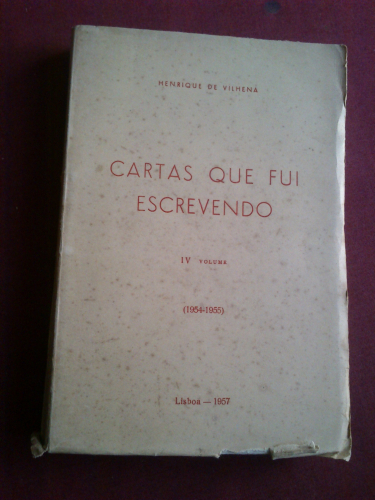 HENRIQUE DE VILHENA
CARTAS QUE FUI
ESCREVENDO
IV VOLUME
(1954-1955)
Lisboa — 1957